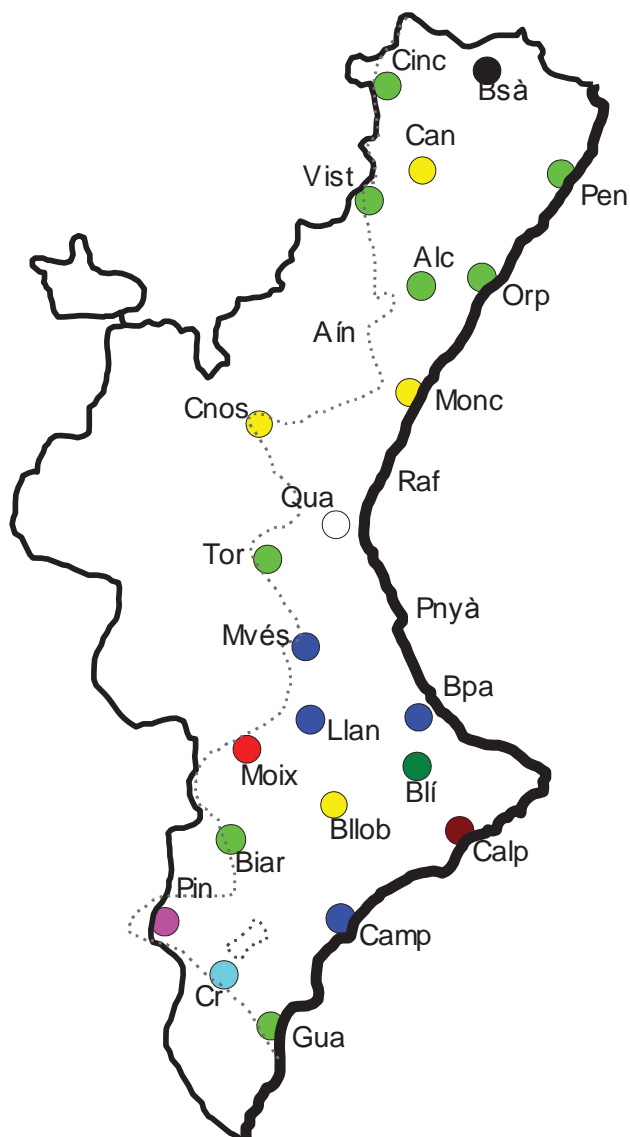 Cinc
Bsà
Can
Vist
Pen
Alc
Orp
Aín
Cnos
Monc
Raf
Qua
Tor
Pnyà
Mvés
Bpa
Llan
Moix
Blí
Bllob
Calp
Biar
Pin
Camp
Cr
Gua